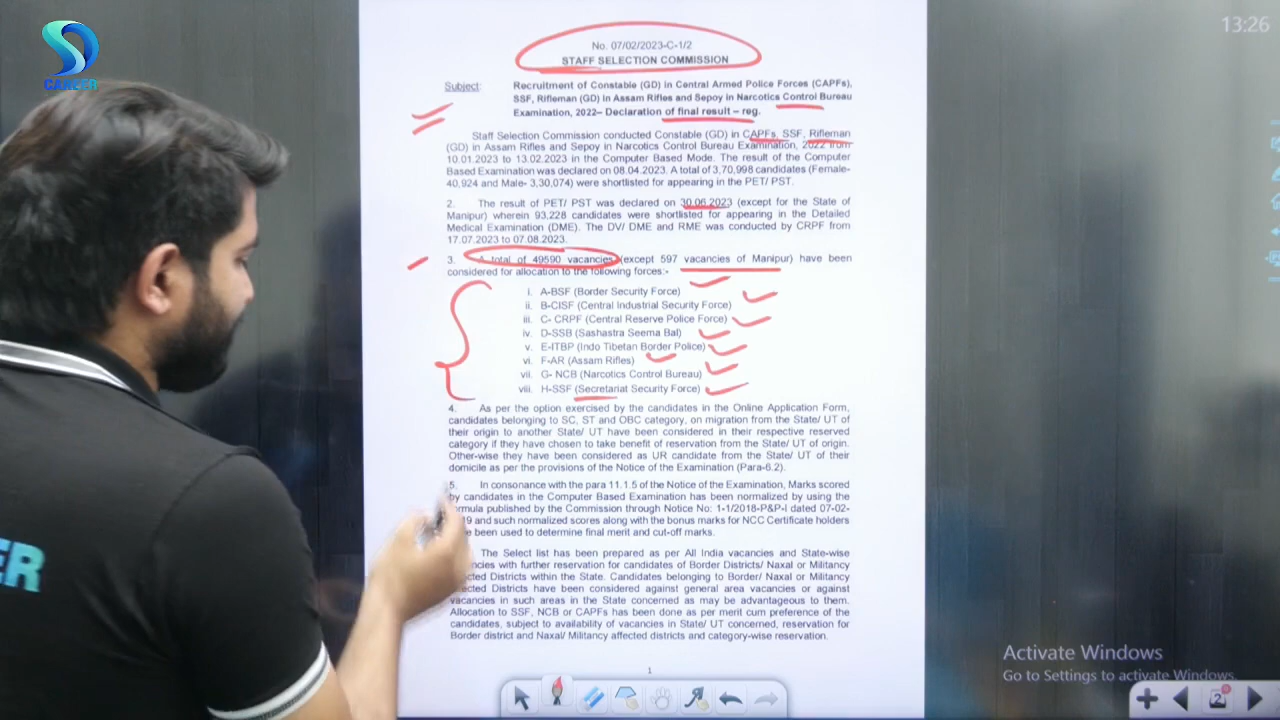 CAREER
13:26
No. 07/02/2023-C-1/2
STAFF SELECTION COMMISSION
Subject: Recruitment of Constable (GD) in Central Armed Police Forces (CAPFs),
SSF, Rifleman (GD) in Assam Rifles and Sepoy in Narcotics Control Bureau
Examination, 2022– Declaration of final result – reg.
Staff Selection Commission conducted Constable (GD) in CAPFs, SSF, Rifleman
(GD) in Assam Rifles and Sepoy in Narcotics Control Bureau Examination, 2022 from
10.01.2023 to 13.02.2023 in the Computer Based Mode. The result of the Computer
Based Examination was declared on 08.04.2023. A total of 3,70,998 candidates (Female-
40,924 and Male- 3,30,074) were shortlisted for appearing in the PET/ PST.
2. The result of PET/ PST was declared on 30.06.2023 (except for the State of
Manipur) wherein 93,228 candidates were shortlisted for appearing in the Detailed
Medical Examination (DME). The DV/ DME and RME was conducted by CRPF from
17.07.2023 to 07.08.2023.
3. A total of 49590 vacancies (except 597 vacancies of Manipur) have been
considered for allocation to the following forces:-
i. A-BSF (Border Security Force)
ii. B-CISF (Central Industrial Security Force)
iii. C- CRPF (Central Reserve Police Force)
iv. D-SSB (Sashastra Seema Bal)
v. E-ITBP (Indo Tibetan Border Police)
vi. F-AR (Assam Rifles)
vii. G- NCB (Narcotics Control Bureau)
viii. H-SSF (Secretariat Security Force)
4. As per the option exercised by the candidates in the Online Application Form,
candidates belonging to SC, ST and OBC category, on migration from the State/ UT of
their origin to another State/ UT have been considered in their respective reserved
category if they have chosen to take benefit of reservation from the State/ UT of origin.
Other-wise they have been considered as UR candidate from the State/ UT of their
domicile as per the provisions of the Notice of the Examination (Para-6.2).
5. In consonance with the para 11.1.5 of the Notice of the Examination, Marks scored
by candidates in the Computer Based Examination has been normalized by using the
rmula published by the Commission through Notice No: 1-1/2018-P&P-I dated 07-02-
19 and such normalized scores along with the bonus marks for NCC Certificate holders
been used to determine final merit and cut-off marks.
The Select list has been prepared as per All India vacancies and State-wise
ncies with further reservation for candidates of Border Districts/ Naxal or Militancy
cted Districts within the State. Candidates belonging to Border/ Naxal or Militancy
ected Districts have been considered against general area vacancies or against
vacancies in such areas in the State concerned as may be advantageous to them.
Allocation to SSF, NCB or CAPFs has been done as per merit cum preference of the
candidates, subject to availability of vacancies in State/ UT concerned, reservation for
Border district and Naxal/ Militancy affected districts and category-wise reservation.
1
ER
Activate Windows
Go to Settings to activate Windows.
2